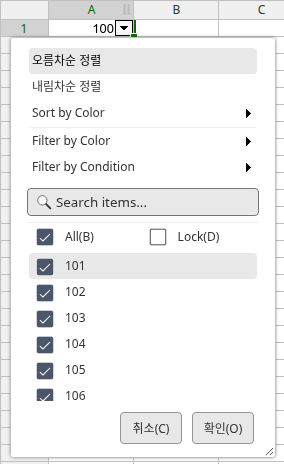 A B C
1 100
오름차순 정렬
내림차순 정렬
Sort by Color
Filter by Color
Filter by Condition
Search items...
All(B) Lock(D)
101
102
103
104
105
106
취소(C) 확인(O)